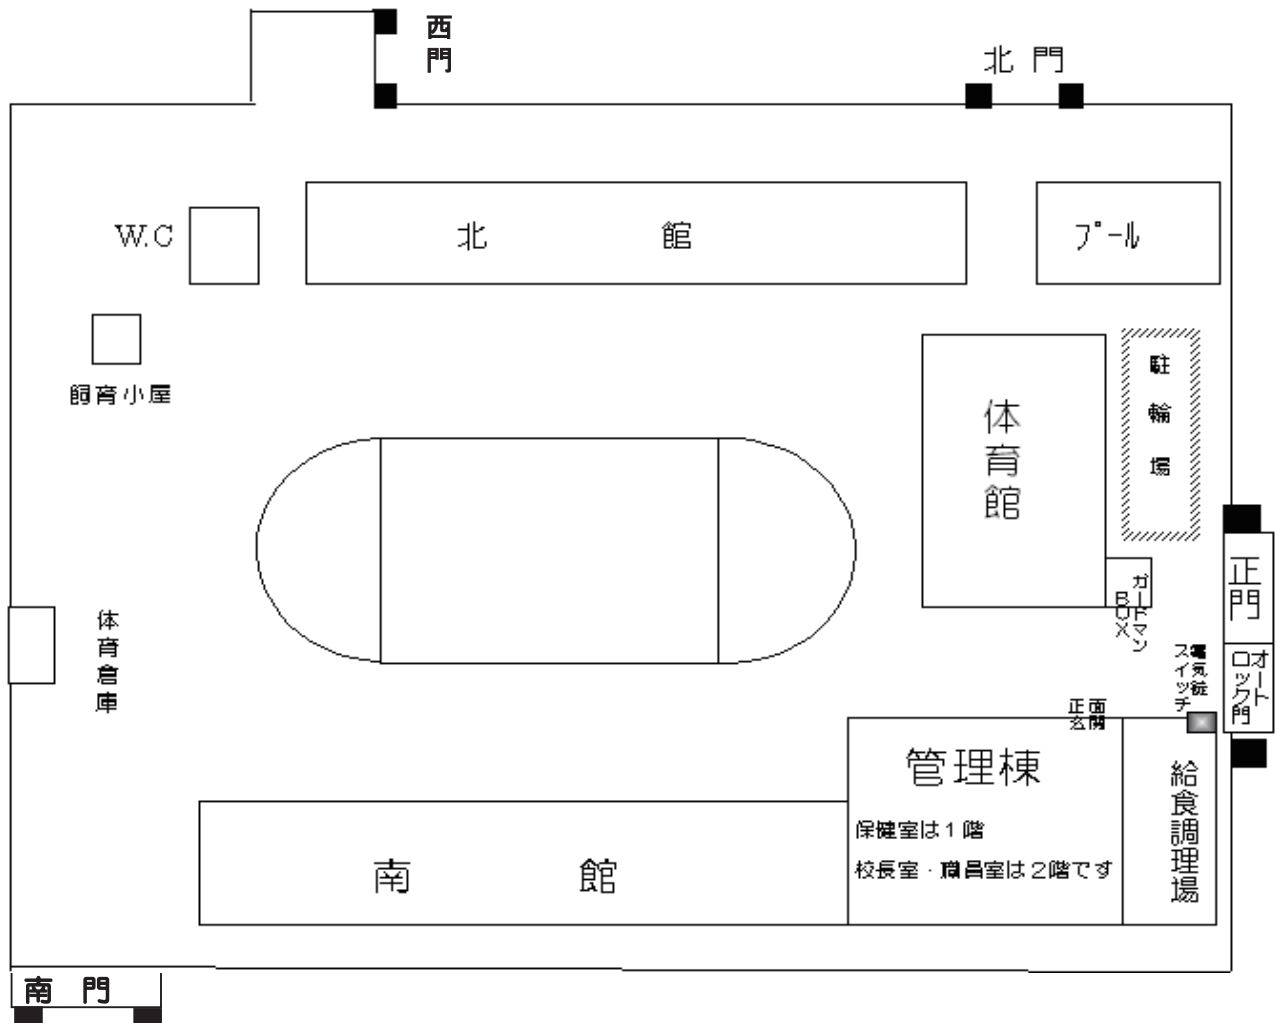 西門
北門
W.C
北館
ﾌﾟｰﾙ
飼育小屋
体育館
駐輪場
正門
ガードマン
BOX
体育倉庫
電気錠
スイッチ
オート
ロック門
正面
玄関
管理棟
保健室は１階
校長室・職員室は２階です
給食調理場
南館
南門